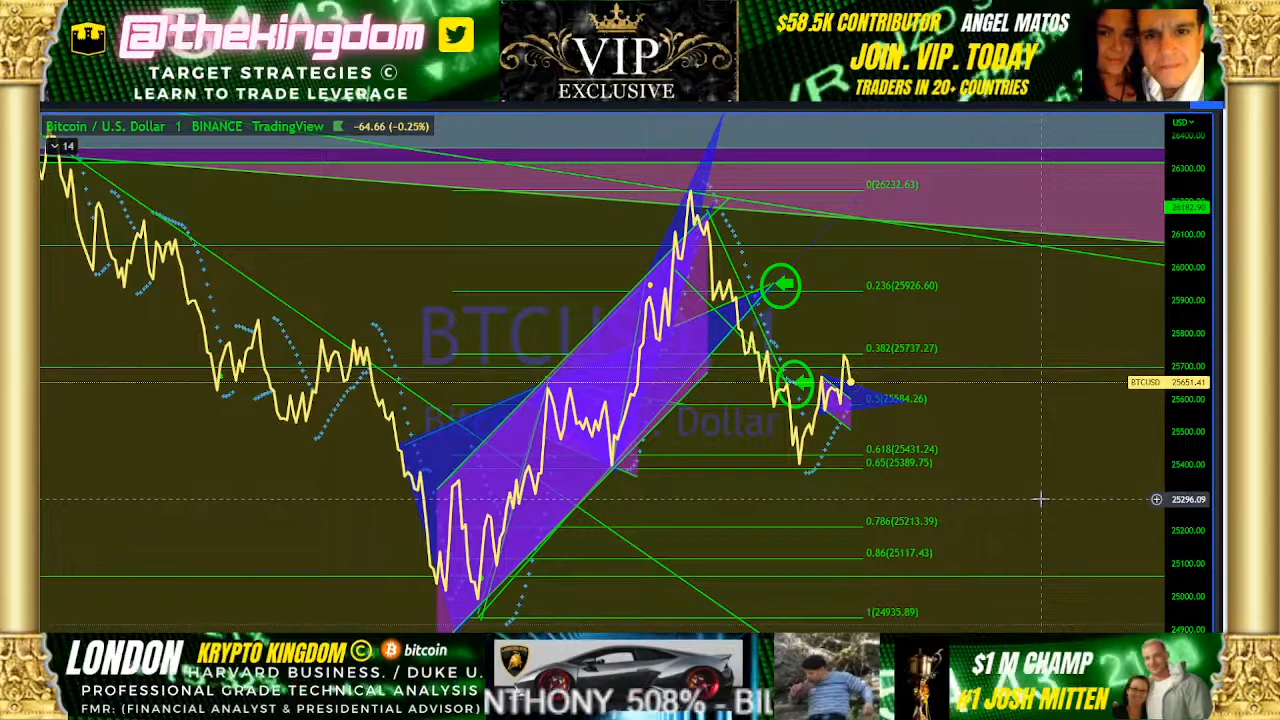 @thekingdom
TARGET STRATEGIES ©
LEARN TO TRADE LEVERAGE
VIP
EXCLUSIVE
$58.5K CONTRIBUTOR ANGEL MATOS
JOIN. VIP. TODAY
TRADERS IN 20+ COUNTRIES
Bitcoin / U.S. Dollar 1 BINANCE TradingView −64.66 (−0.25%)
14
USD
26400.00
26300.00
26182.90
26100.00
26000.00
25900.00
25800.00
25700.00
BTCUSD 25651.41
25600.00
25500.00
25400.00
25296.09
25200.00
25100.00
25000.00
24900.00
0(26232.63)
0.236(25926.60)
0.382(25737.27)
0.5(25584.26)
0.618(25431.24)
0.65(25389.75)
0.786(25213.39)
0.86(25117.43)
1(24935.89)
Dollar
LONDON KRYPTO KINGDOM © bitcoin
HARVARD BUSINESS. / DUKE U.
PROFESSIONAL GRADE TECHNICAL ANALYSIS
FMR: (FINANCIAL ANALYST & PRESIDENTIAL ADVISOR)
NTHONY 508% - BIL
$1 M CHAMP
#1 JOSH MITTEN